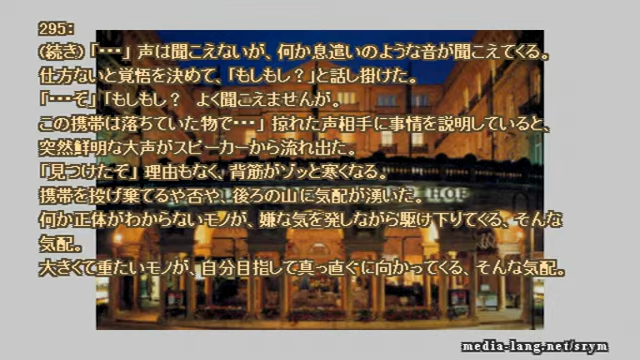 295:
(続き) 「・・・」 声は聞こえないが、何か息遣いのような音が聞こえてくる。
仕方ないと覚悟を決めて、「もしもし？」と話し掛けた。
「・・・そ」「もしもし？　よく聞こえませんが。
この携帯は落ちていた物で・・・」 掠れた声相手に事情を説明していると、
突然鮮明な大声がスピーカーから流れ出た。
「見つけたぞ」 理由もなく、背筋がゾッと寒くなる。
携帯を投げ棄てるや否や、後ろの山に気配が湧いた。
HOF
何か正体がわからないモノが、嫌な気を発しながら駆け下りてくる、そんな
気配。
大きくて重たいモノが、自分目指して真っ直ぐに向かってくる、そんな気配。
media-lang.net/srym